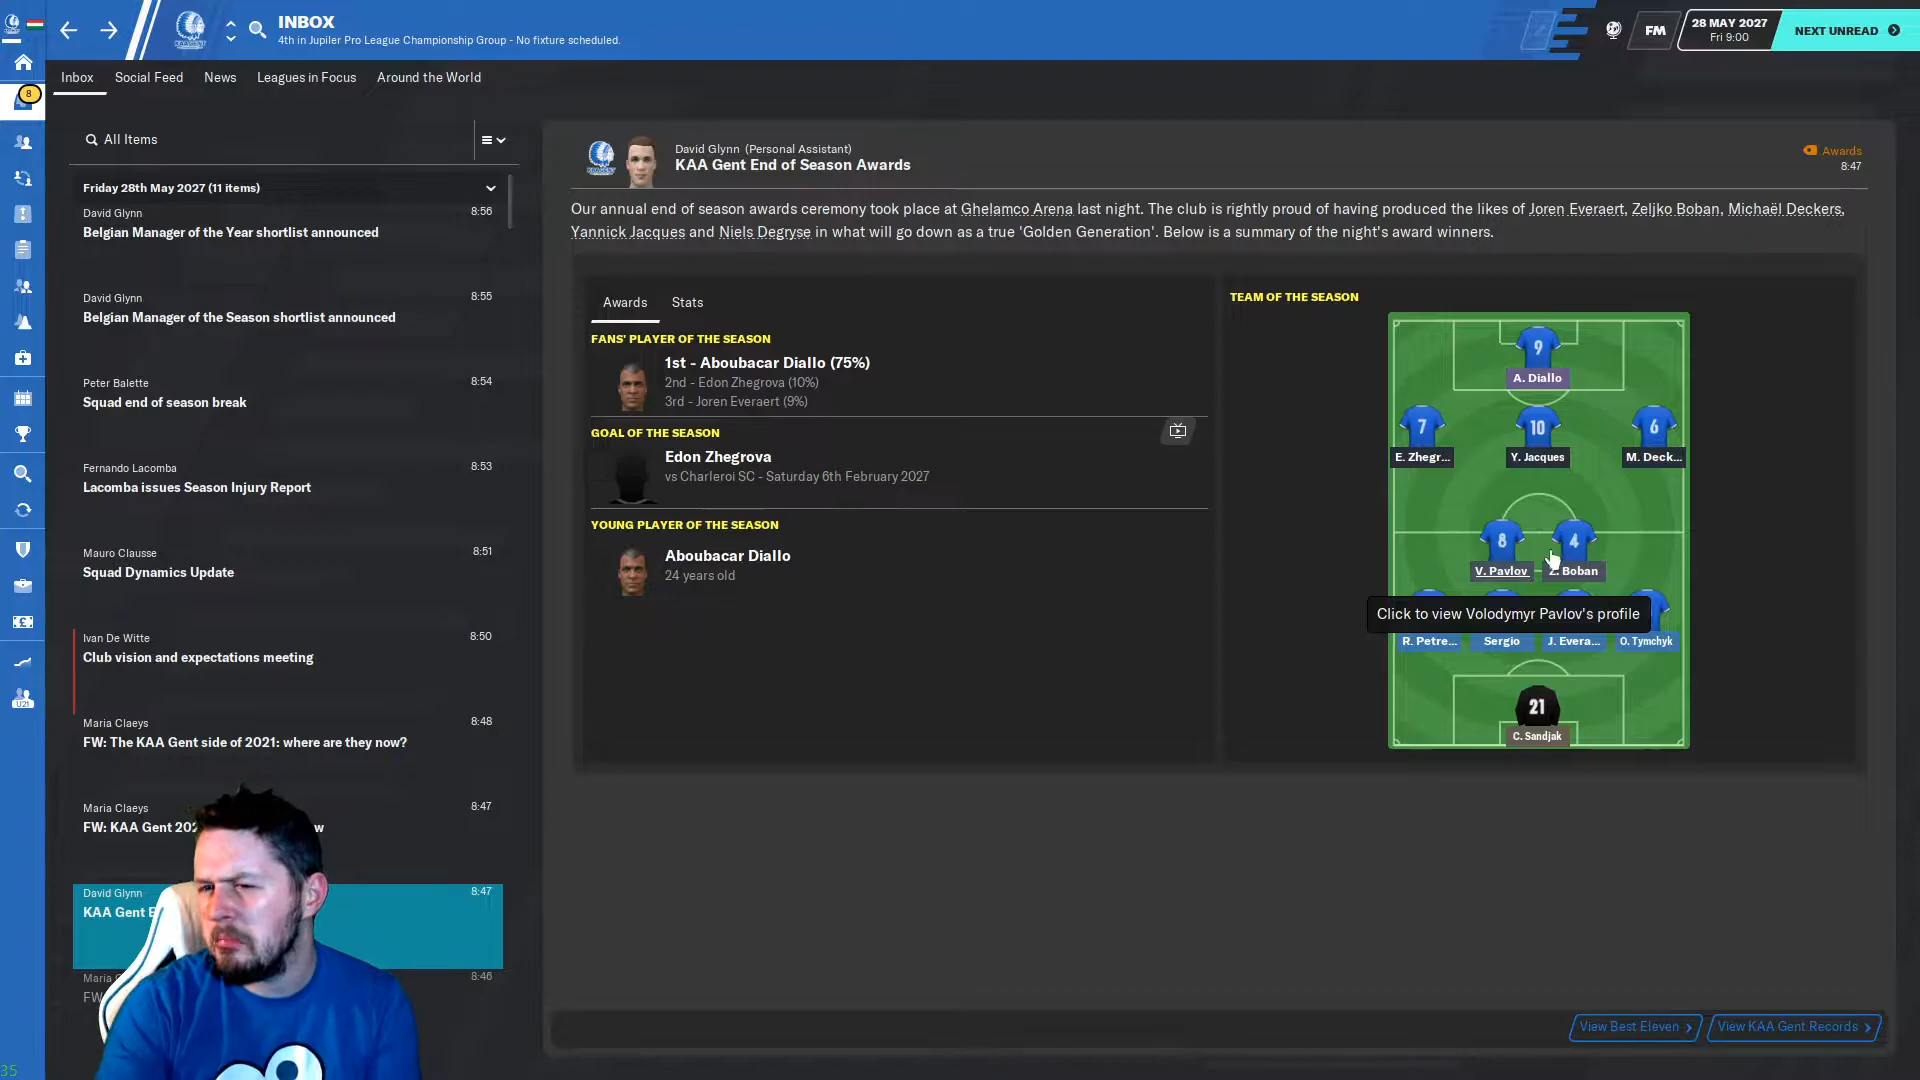 INBOX
4th in Jupiler Pro League Championship Group - No fixture scheduled.
FM
28 MAY 2027
Fri 9:00
NEXT UNREAD
8
Inbox
Social Feed
News
Leagues in Focus
Around the World
All Items
Friday 28th May 2027 (11 items)
David Glynn
8:56
Belgian Manager of the Year shortlist announced
David Glynn
8:55
Belgian Manager of the Season shortlist announced
Peter Balette
8:54
Squad end of season break
Fernando Lacomba
8:53
Lacomba issues Season Injury Report
Mauro Clausse
8:51
Squad Dynamics Update
Ivan De Witte
8:50
Club vision and expectations meeting
Maria Claeys
8:48
FW: The KAA Gent side of 2021: where are they now?
Maria Claeys
8:47
FW: KAA Gent 202
w
David Glynn
8:47
KAA Gent E
Maria C
8:46
FW
35
U21
David Glynn (Personal Assistant)
KAA Gent End of Season Awards
Awards
8:47
Our annual end of season awards ceremony took place at Ghelamco Arena last night. The club is rightly proud of having produced the likes of Joren Everaert, Zeljko Boban, Michaël Deckers,
Yannick Jacques and Niels Degryse in what will go down as a true 'Golden Generation'. Below is a summary of the night's award winners.
Awards
Stats
FANS' PLAYER OF THE SEASON
1st - Aboubacar Diallo (75%)
2nd - Edon Zhegrova (10%)
3rd - Joren Everaert (9%)
GOAL OF THE SEASON
Edon Zhegrova
vs Charleroi SC - Saturday 6th February 2027
YOUNG PLAYER OF THE SEASON
Aboubacar Diallo
24 years old
TEAM OF THE SEASON
9
A. Diallo
7
10
6
E. Zhegr...
Y. Jacques
M. Deck...
8
4
V. Pavlov
Z. Boban
Click to view Volodymyr Pavlov's profile
R. Petre...
Sergio
J. Evera...
O. Tymchyk
21
C. Sandjak
View Best Eleven
View KAA Gent Records